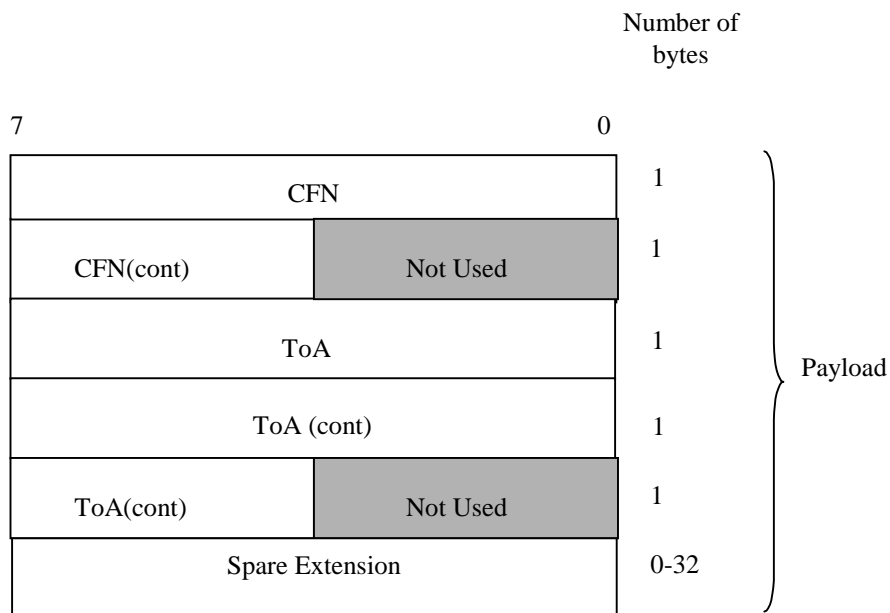 Number of
bytes
7 0
CFN 1
CFN(cont) Not Used 1
ToA 1
Payload
ToA (cont) 1
ToA(cont) Not Used 1
Spare Extension 0-32